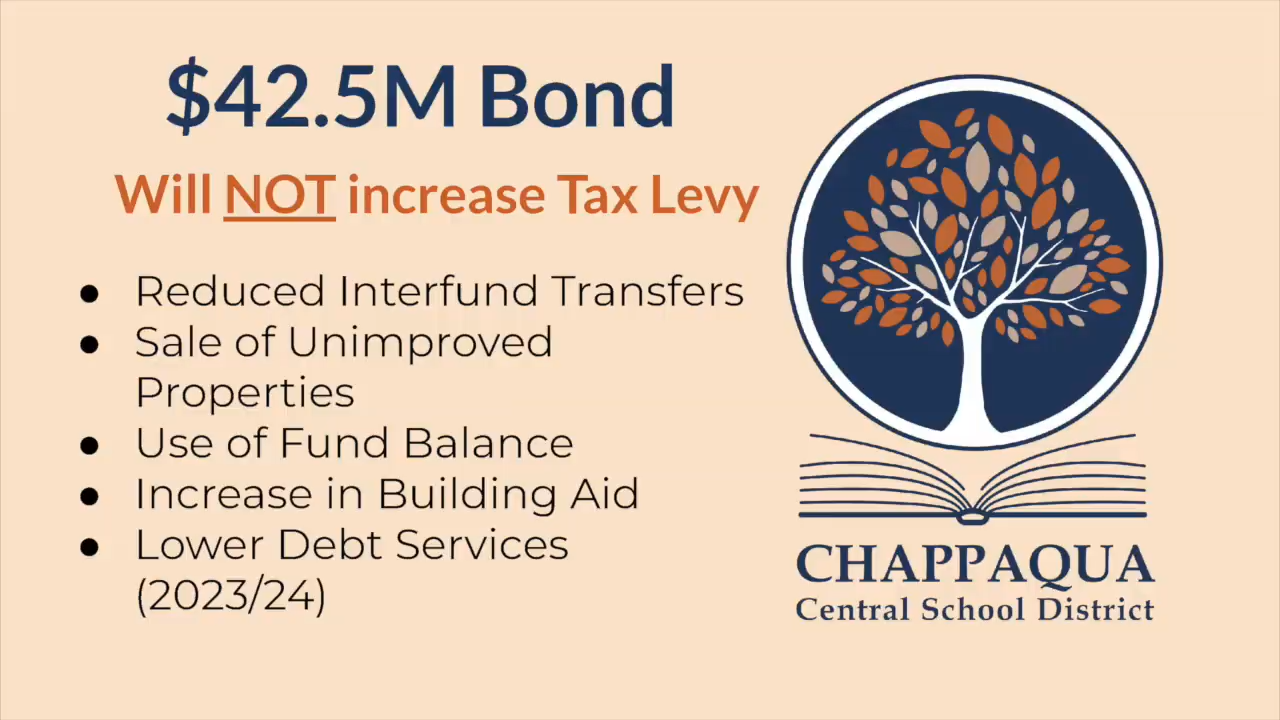 $42.5M Bond
Will NOT increase Tax Levy
● Reduced Interfund Transfers
● Sale of Unimproved
Properties
● Use of Fund Balance
● Increase in Building Aid
● Lower Debt Services
(2023/24)
CHAPPAQUA
Central School District